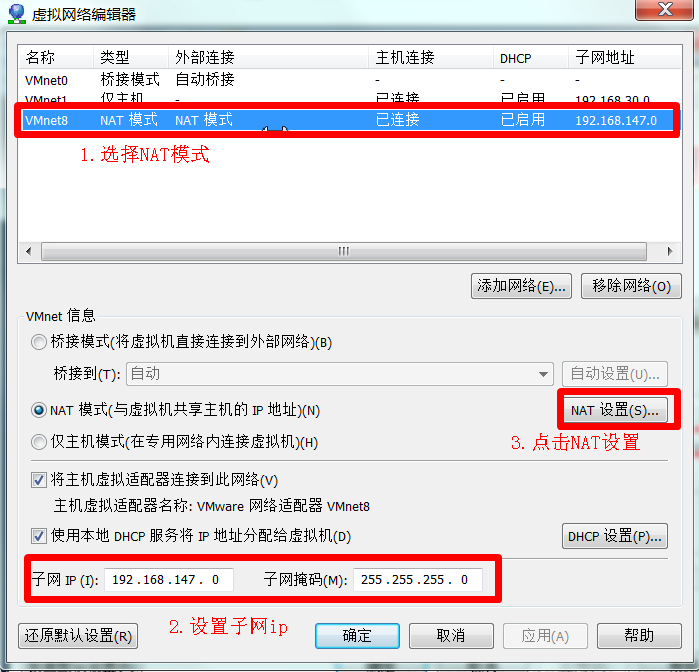 虚拟网络编辑器
名称 类型 外部连接 主机连接 DHCP 子网地址
VMnet0 桥接模式 自动桥接 - - -
VMnet1 仅主机... - 已连接 已启用 192.168.30.0
VMnet8 NAT 模式 NAT 模式 已连接 已启用 192.168.147.0
1.选择NAT模式
添加网络(E)... 移除网络(O)
VMnet 信息
桥接模式(将虚拟机直接连接到外部网络)(B)
桥接到(T): 自动 自动设置(U)...
NAT 模式(与虚拟机共享主机的 IP 地址)(N) NAT 设置(S)...
仅主机模式(在专用网络内连接虚拟机)(H)
3.点击NAT设置
将主机虚拟适配器连接到此网络(V)
主机虚拟适配器名称: VMware 网络适配器 VMnet8
使用本地 DHCP 服务将 IP 地址分配给虚拟机(D) DHCP 设置(P)...
子网 IP (I): 192.168.147. 0 子网掩码(M): 255.255.255. 0
2.设置子网ip
还原默认设置(R) 确定 取消 应用(A) 帮助